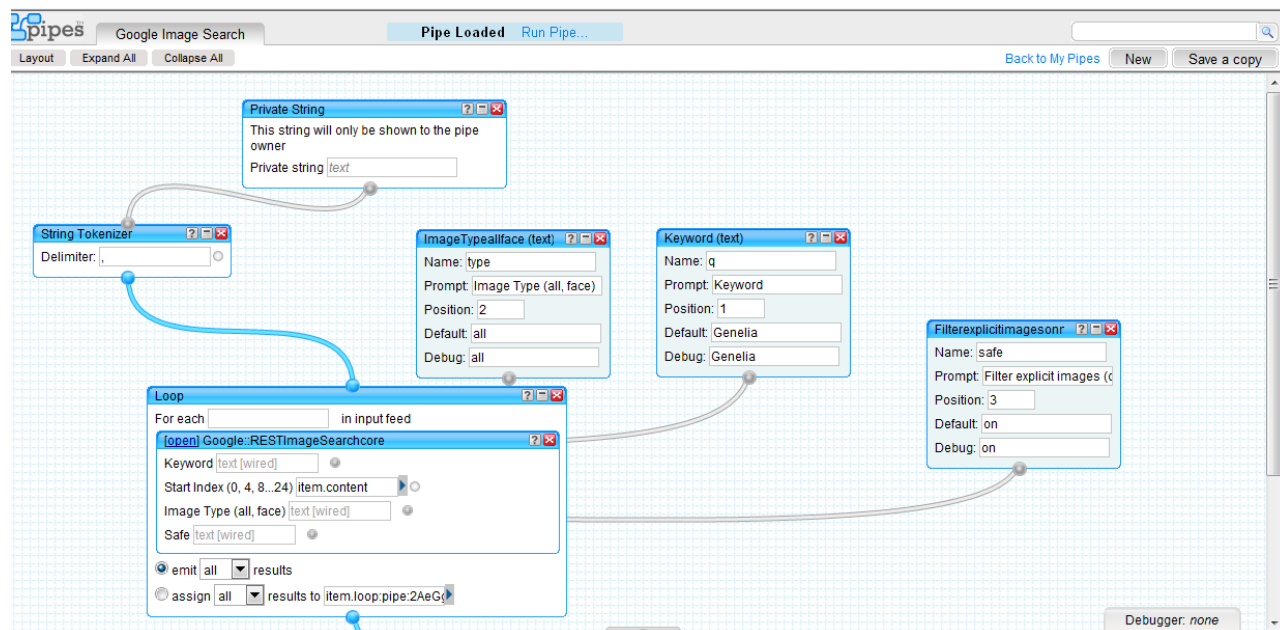 pipes
Google Image Search
Pipe Loaded Run Pipe...
Layout Expand All Collapse All
Back to My Pipes New Save a copy
Private String
This string will only be shown to the pipe
owner
Private string text
String Tokenizer
Delimiter: ,
ImageTypeallface (text)
Name: type
Prompt: Image Type (all, face)
Position: 2
Default: all
Debug: all
Keyword (text)
Name: q
Prompt: Keyword
Position: 1
Default: Genelia
Debug: Genelia
Filterexplicitimagesonr
Name: safe
Prompt: Filter explicit images (c
Position: 3
Default: on
Debug: on
Loop
For each in input feed
[open] Google::RESTImageSearchcore
Keyword text [wired]
Start Index (0, 4, 8...24) item.content
Image Type (all, face) text [wired]
Safe text [wired]
emit all results
assign all results to item.loop:pipe:2AeGg
Debugger: none